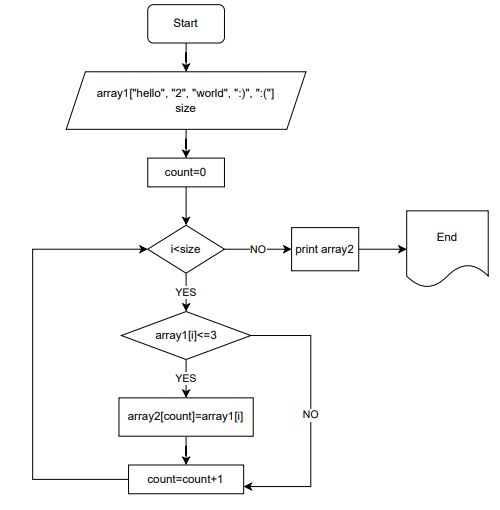 Start
array1["hello", "2", "world", ":)", ":("]
size
count=0
i<size
NO
print array2
End
YES
array1[i]<=3
YES
NO
array2[count]=array1[i]
count=count+1